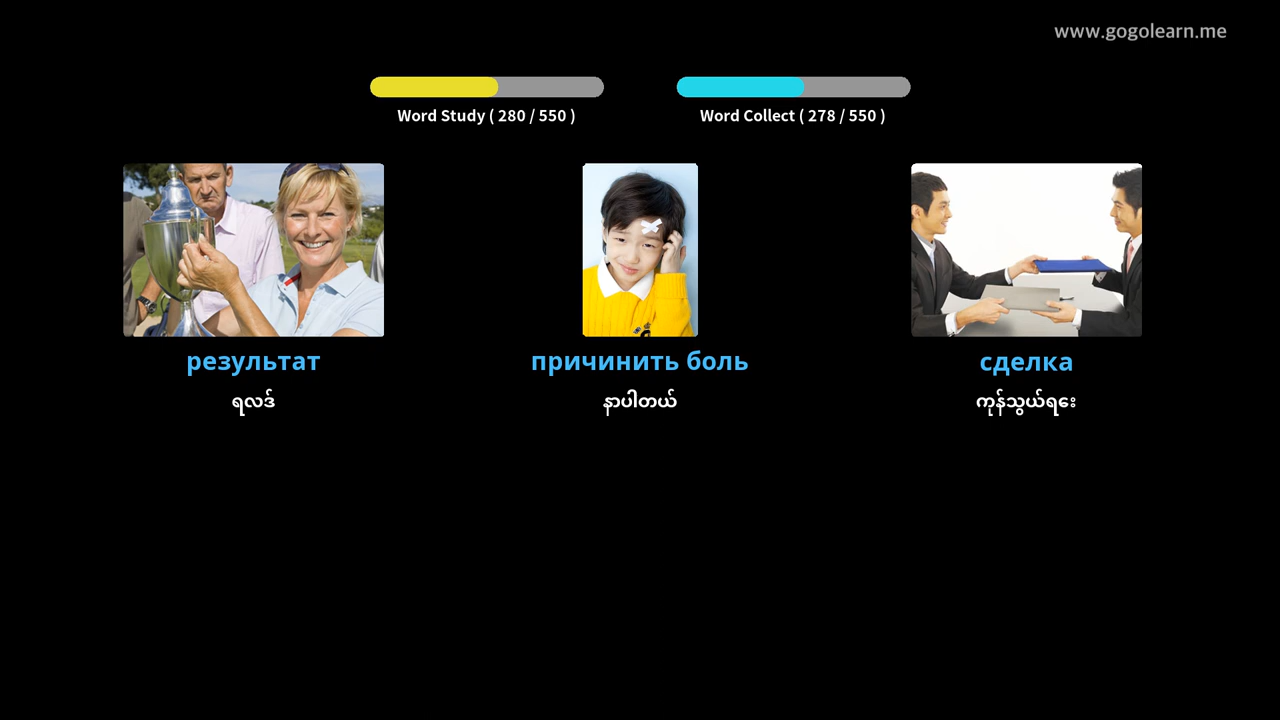 www.gogolearn.me
Word Study ( 280 / 550 )
Word Collect ( 278 / 550 )
результат
причинить боль
сделка
ရလဒ်
နာပါတယ်
ကုန်သွယ်ရေး